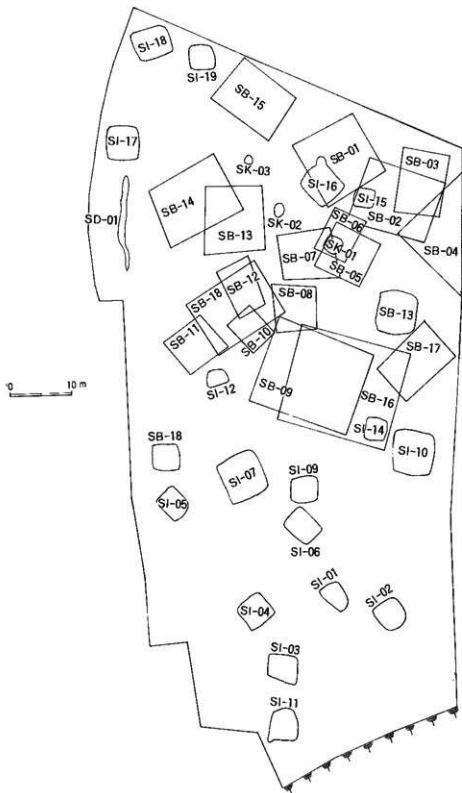 SI-18
SI-19
SB-15
SI-17
SB-01
SB-03
SK-03
SI-16
SI-15
SB-02
SB-14
SD-01
SB-13
SK-02
SB-06
SK-01
SB-04
SB-07
SB-05
SB-12
SB-18
SB-08
SB-11
SB-10
SB-13
SB-17
0 10 m
SI-12
SB-09
SB-16
SI-14
SB-18
SI-07
SI-09
SI-10
SI-05
SI-06
SI-01
SI-02
SI-04
SI-03
SI-11